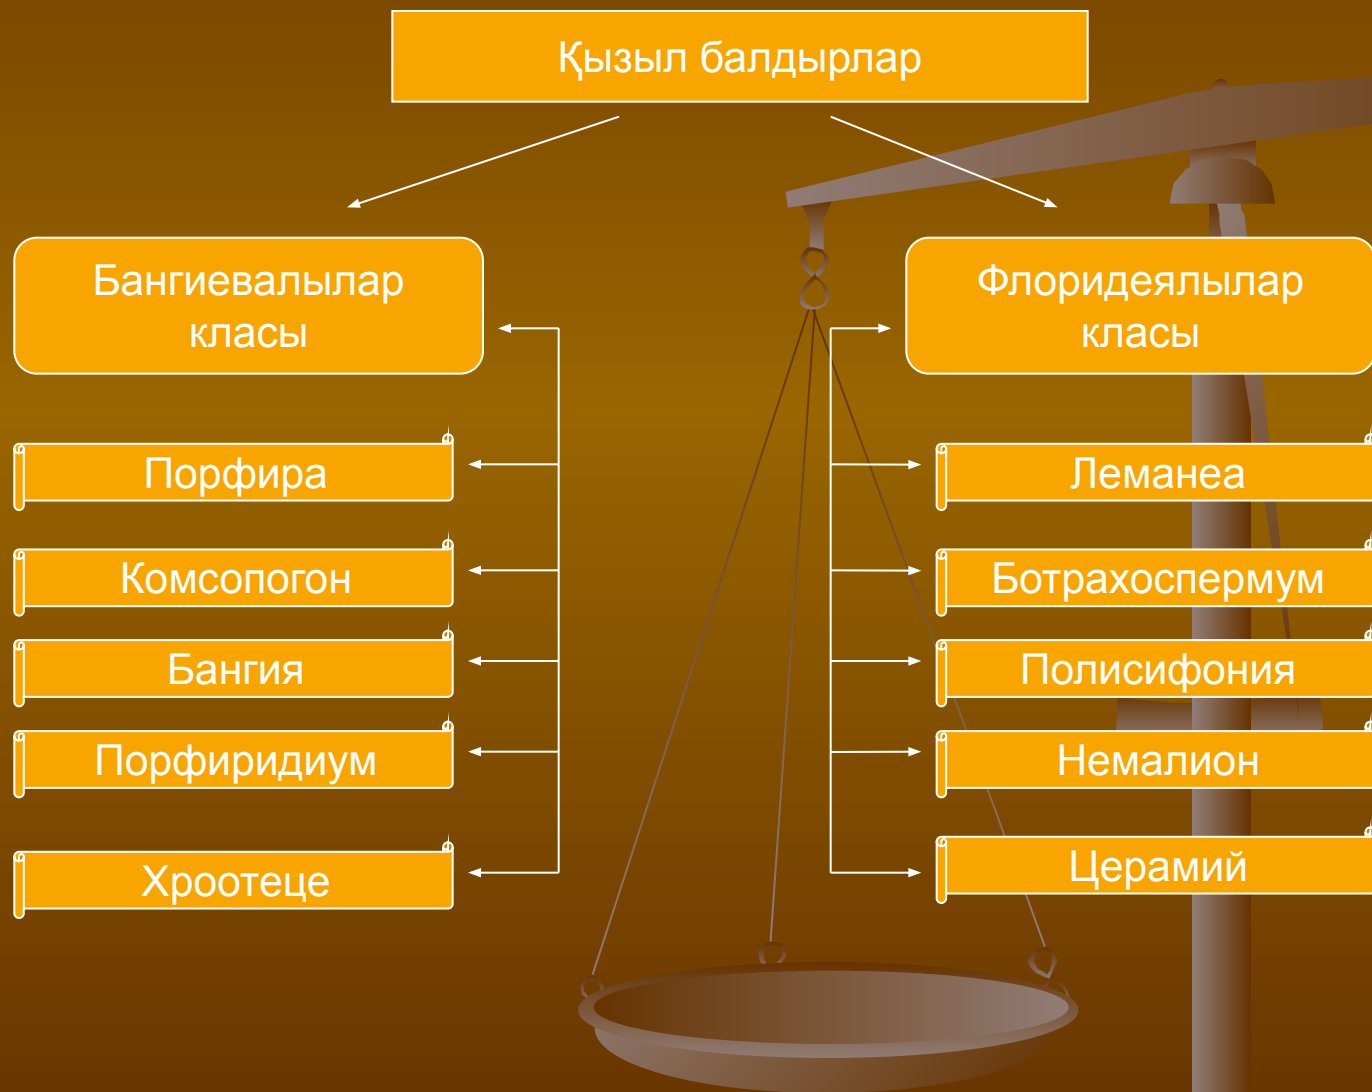 Қызыл балдырлар
Бангиевалылар
класы
Порфира
Комсопогон
Бангия
Порфиридиум
Хроотеце
Флоридеялылар
класы
Леманеа
Ботрахоспермум
Полисифония
Немалион
Церамий